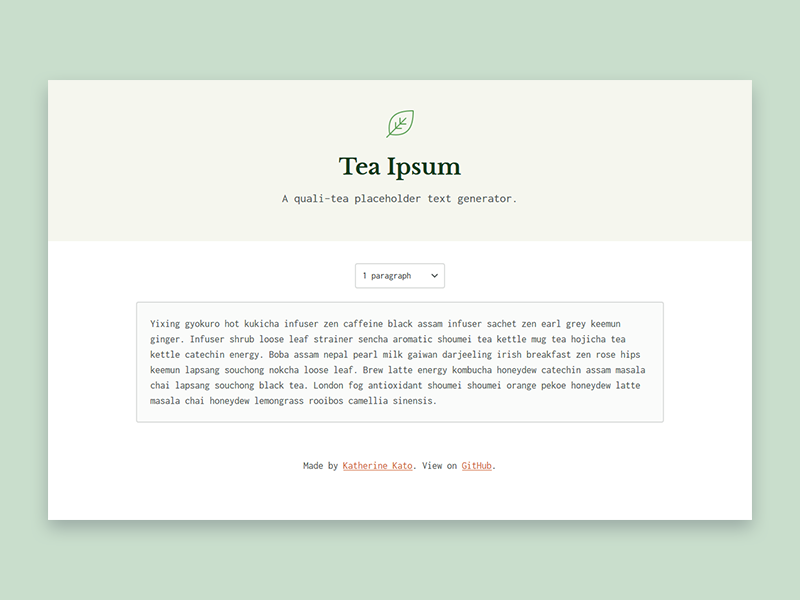 Tea Ipsum
A quali-tea placeholder text generator.
1 paragraph
Yixing gyokuro hot kukicha infuser zen caffeine black assam infuser sachet zen earl grey keemun
ginger. Infuser shrub loose leaf strainer sencha aromatic shoumei tea kettle mug tea hojicha tea
kettle catechin energy. Boba assam nepal pearl milk gaiwan darjeeling irish breakfast zen rose hips
keemun lapsang souchong nokcha loose leaf. Brew latte energy kombucha honeydew catechin assam masala
chai lapsang souchong black tea. London fog antioxidant shoumei shoumei orange pekoe honeydew latte
masala chai honeydew lemongrass rooibos camellia sinensis.
Made by Katherine Kato. View on GitHub.